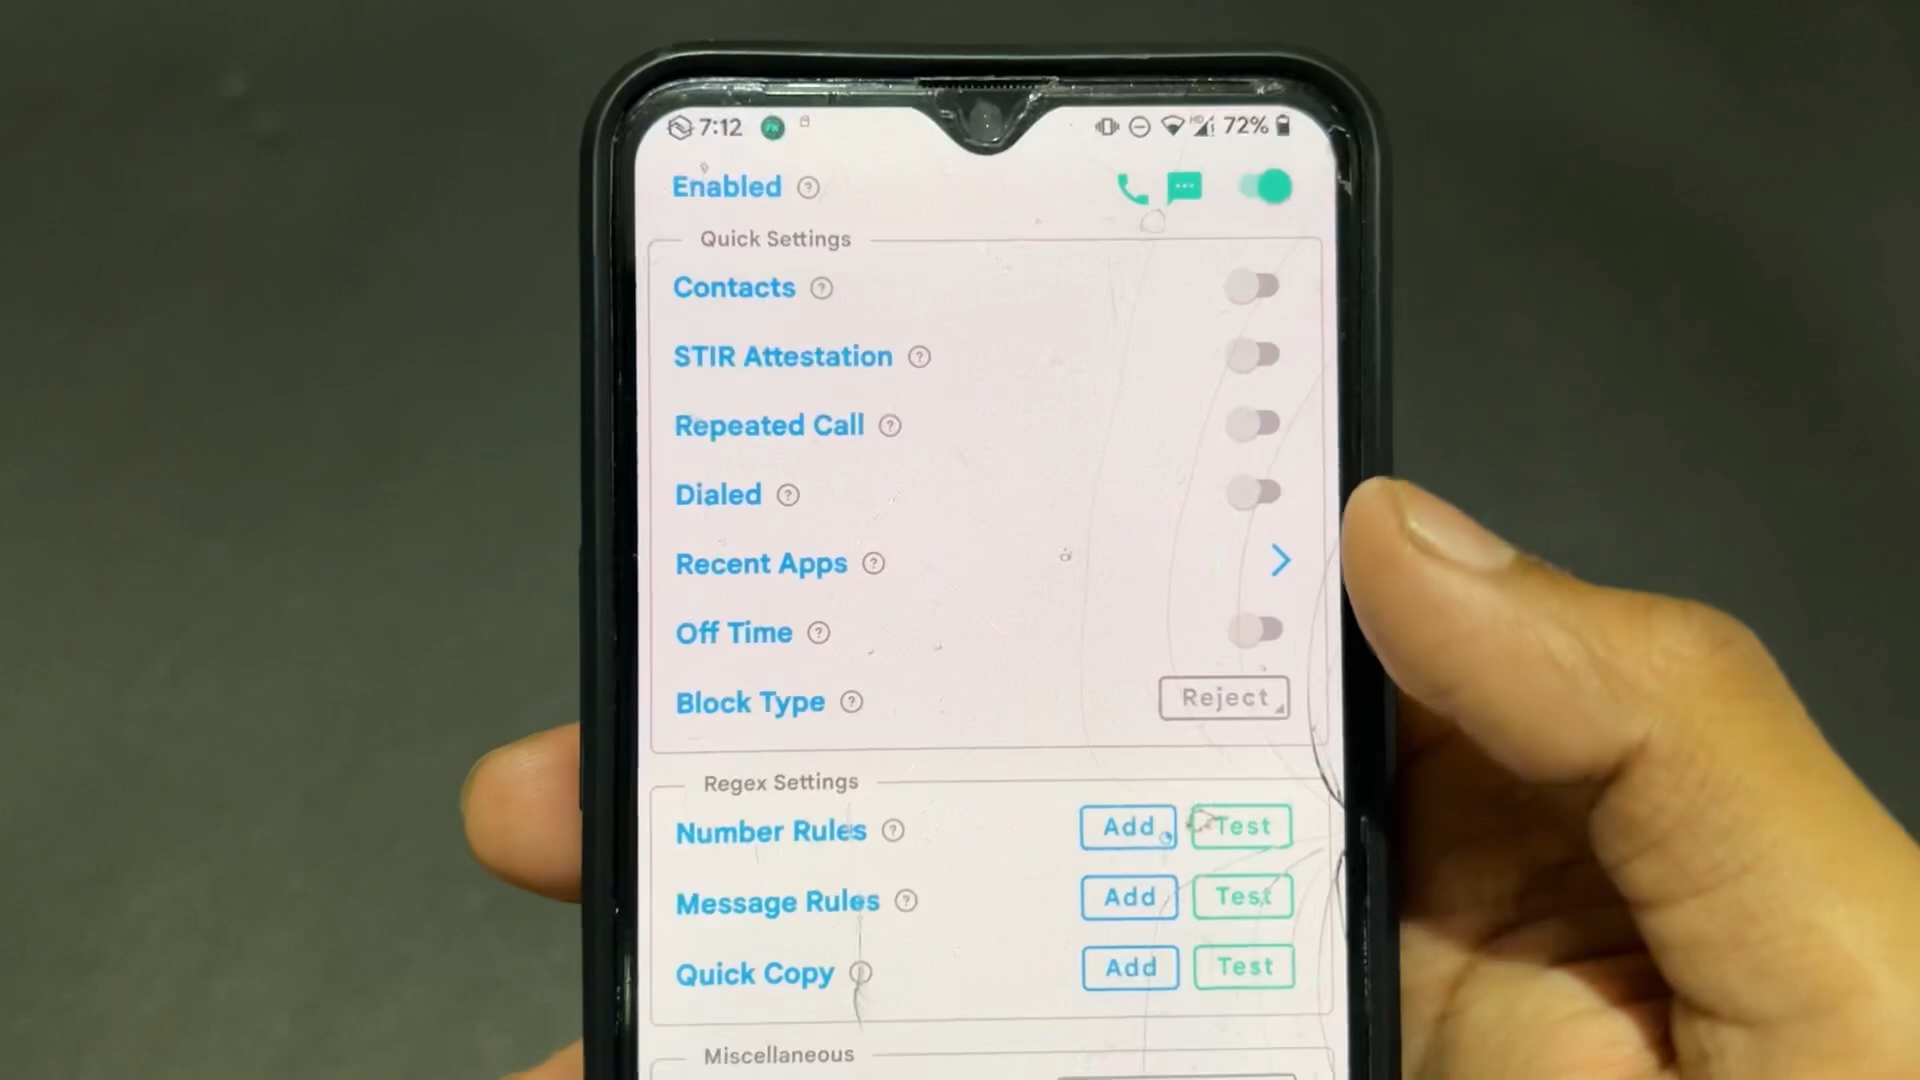 7:12 HD 72%
Enabled
Quick Settings
Contacts
STIR Attestation
Repeated Call
Dialed
Recent Apps
Off Time
Block Type Reject
Regex Settings
Number Rules Add Test
Message Rules Add Test
Quick Copy Add Test
Miscellaneous